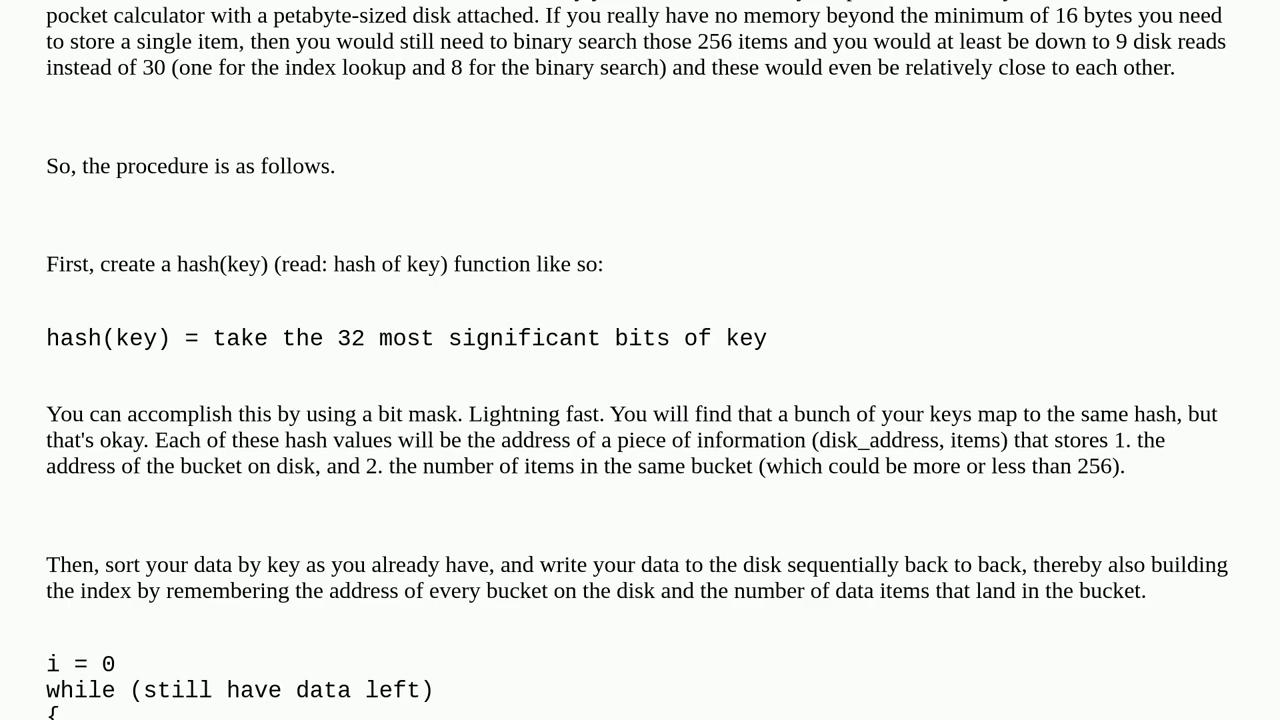 pocket calculator with a petabyte-sized disk attached. If you really have no memory beyond the minimum of 16 bytes you need
to store a single item, then you would still need to binary search those 256 items and you would at least be down to 9 disk reads
instead of 30 (one for the index lookup and 8 for the binary search) and these would even be relatively close to each other.
So, the procedure is as follows.
First, create a hash(key) (read: hash of key) function like so:
hash(key) = take the 32 most significant bits of key
You can accomplish this by using a bit mask. Lightning fast. You will find that a bunch of your keys map to the same hash, but
that's okay. Each of these hash values will be the address of a piece of information (disk_address, items) that stores 1. the
address of the bucket on disk, and 2. the number of items in the same bucket (which could be more or less than 256).
Then, sort your data by key as you already have, and write your data to the disk sequentially back to back, thereby also building
the index by remembering the address of every bucket on the disk and the number of data items that land in the bucket.
i = 0
while (still have data left)
{